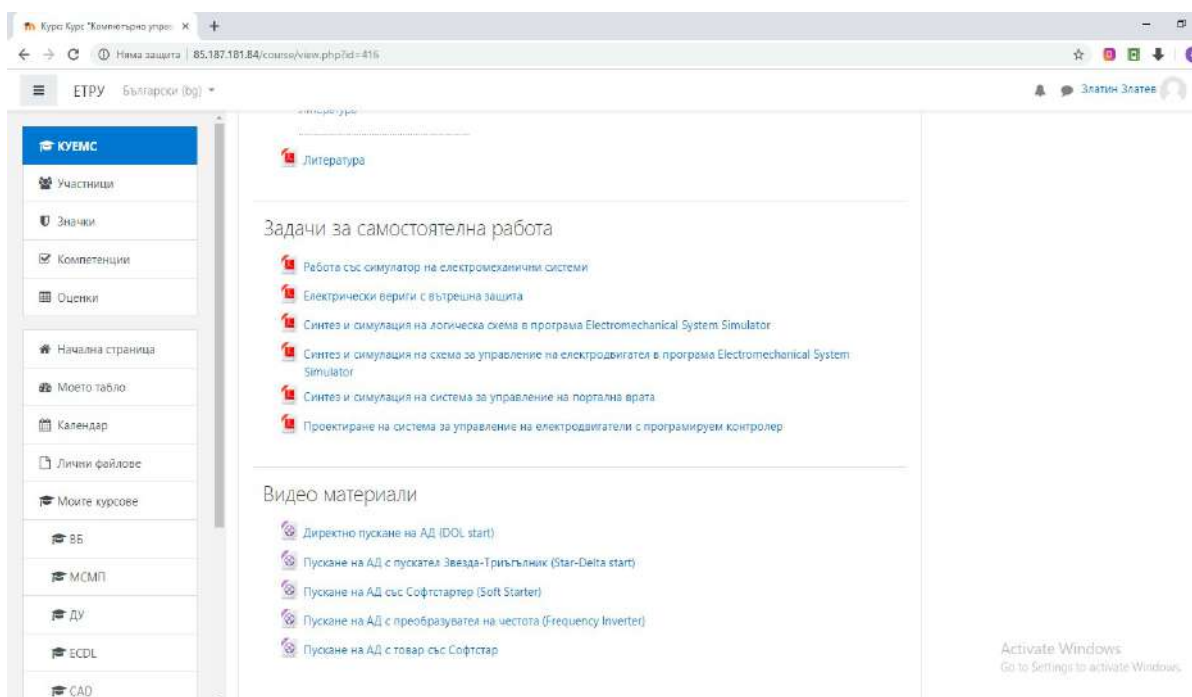 Курс: Курс "Компютърно управ
Няма защита | 85.187.181.84/course/view.php?id=416
ЕТРУ Български (bg)
Златин Златев
КУЕМС
Участници
Значки
Компетенции
Оценки
Начална страница
Моето табло
Календар
Лични файлове
Моите курсове
ВБ
МСМП
ДУ
ECDL
CAD
Литература
Литература
Задачи за самостоятелна работа
Работа със симулатор на електромеханични системи
Електрически вериги с вътрешна защита
Синтез и симулация на логическа схема в програма Electromechanical System Simulator
Синтез и симулация на схема за управление на електродвигател в програма Electromechanical System
Simulator
Синтез и симулация на система за управление на портална врата
Проектиране на система за управление на електродвигатели с програмируем контролер
Видео материали
Директно пускане на АД (DOL start)
Пускане на АД с пускател Звезда-Триъгълник (Star-Delta start)
Пускане на АД със Софтстартер (Soft Starter)
Пускане на АД с преобразувател на честота (Frequency Inverter)
Пускане на АД с товар със Софтстар
Activate Windows
Go to Settings to activate Windows.